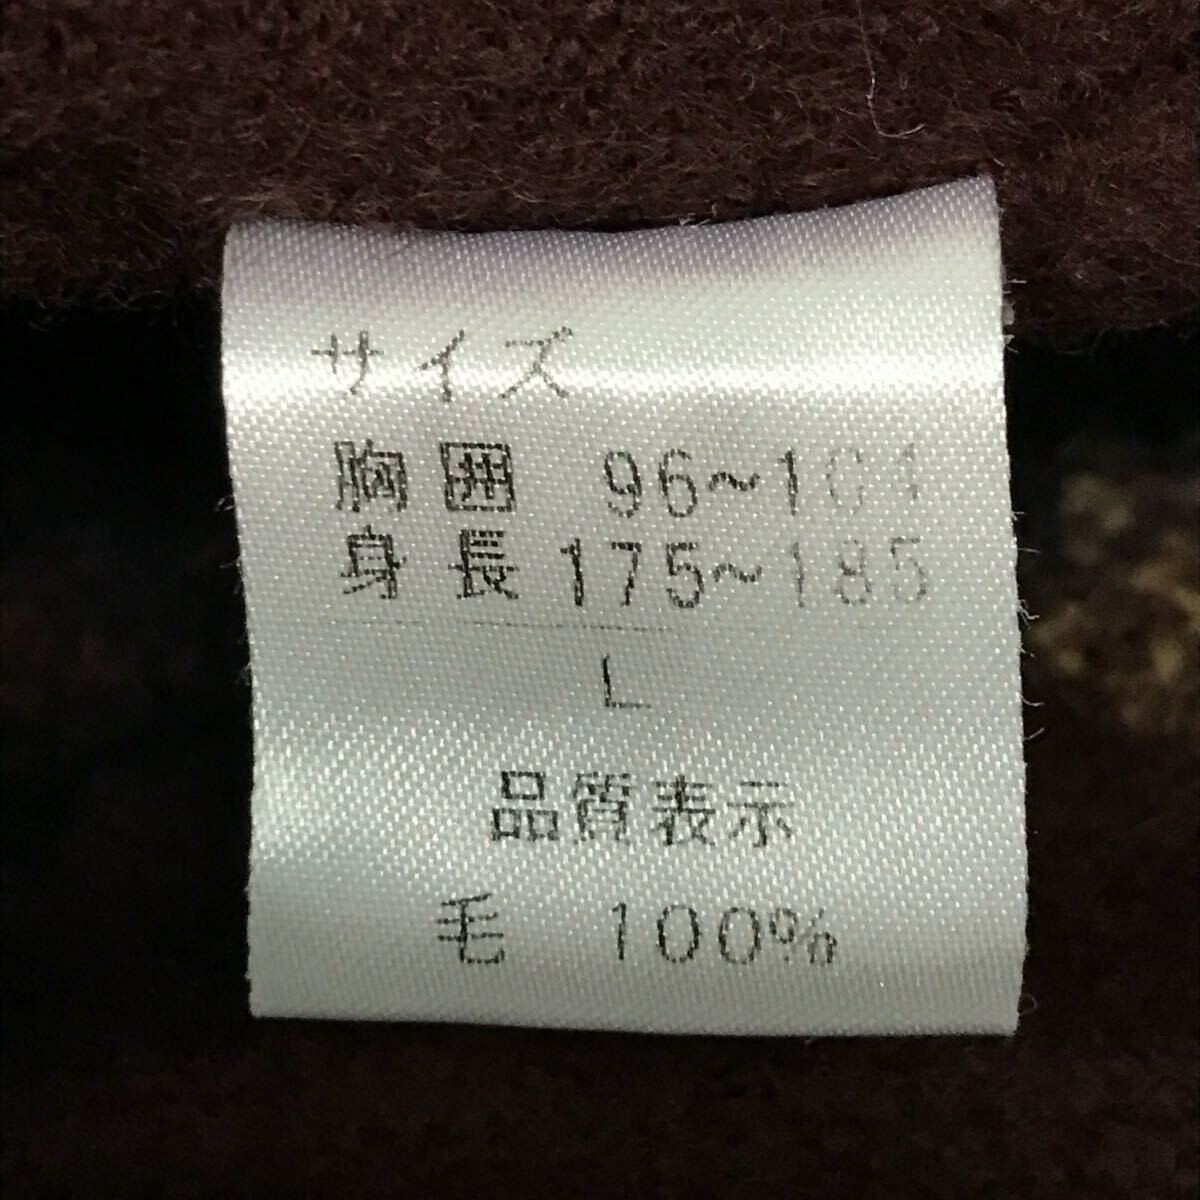 サイズ
胸囲 96~104
身長 175~185
L
品質表示
毛 100%